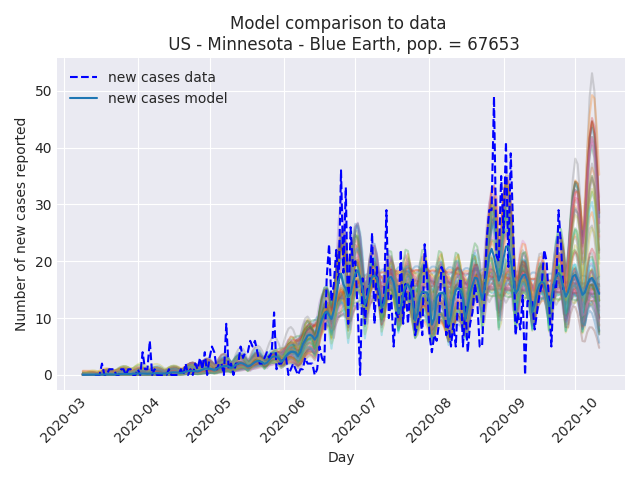 Model comparison to data
US - Minnesota - Blue Earth, pop. = 67653
new cases data
new cases model
Number of new cases reported
50
40
30
20
10
0
2020-03
2020-04
2020-05
2020-06
2020-07
2020-08
2020-09
2020-10
Day